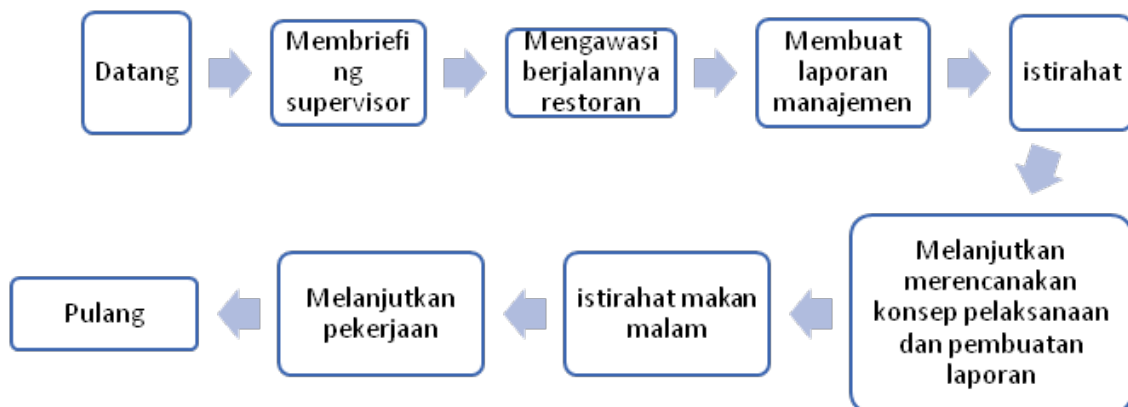 Datang
Membriefi
ng
supervisor
Mengawasi
berjalannya
restoran
Membuat
laporan
manajemen
istirahat
Melanjutkan
merencanakan
konsep pelaksanaan
dan pembuatan
laporan
istirahat makan
malam
Melanjutkan
pekerjaan
Pulang